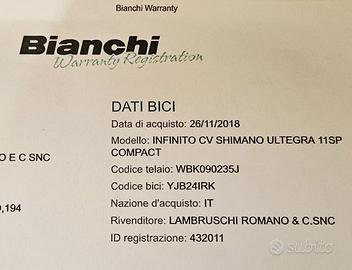 Bianchi Warranty
Bianchi
Warranty Registration
DATI BICI
Data di acquisto: 26/11/2018
Modello: INFINITO CV SHIMANO ULTEGRA 11SP
COMPACT
O E C SNC
Codice telaio: WBK090235J
Codice bici: YJB24IRK
Nazione d'acquisto: IT
,194
Rivenditore: LAMBRUSCHI ROMANO & C.SNC
ID registrazione: 432011
subito